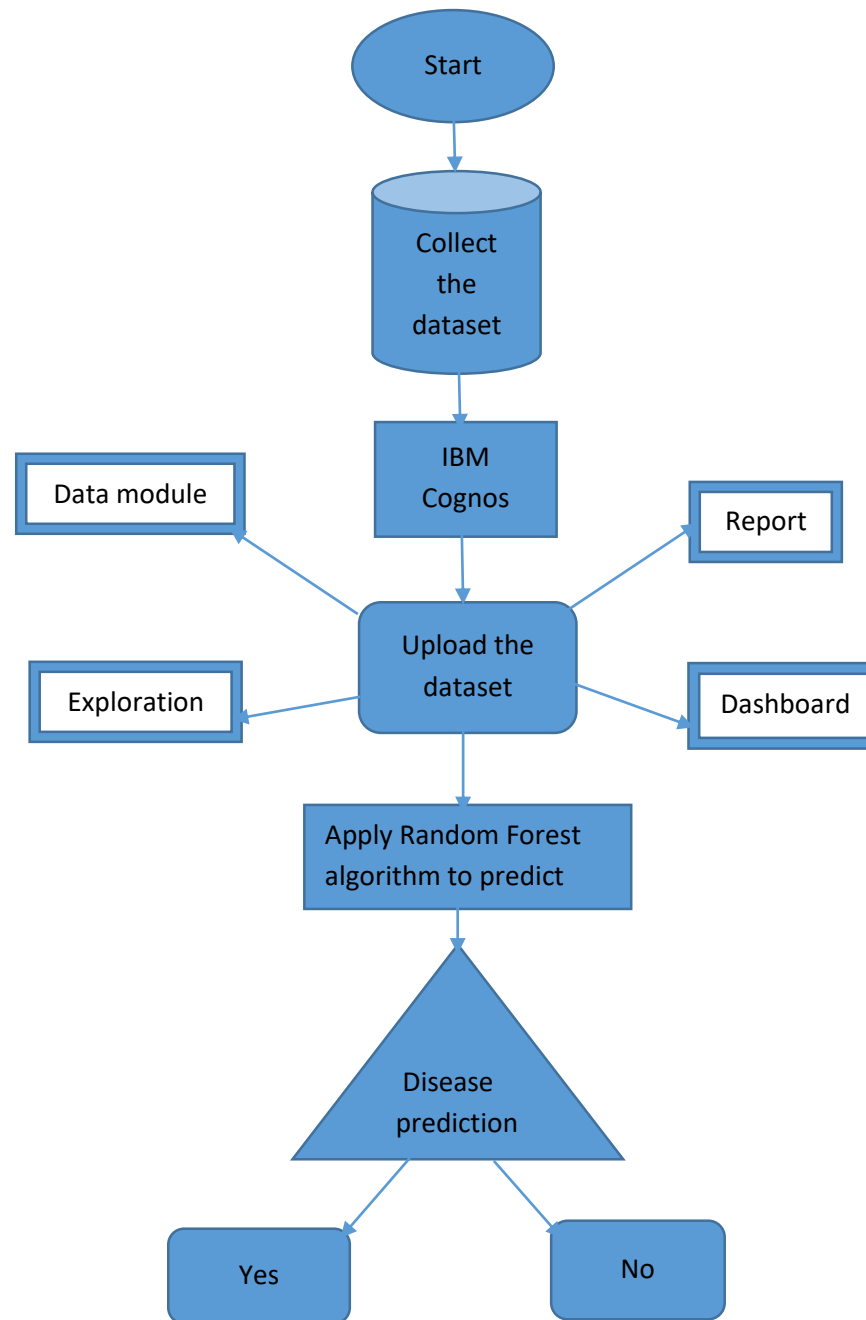 Start
Collect
the
dataset
IBM
Cognos
Data module
Report
Upload the
dataset
Exploration
Dashboard
Apply Random Forest
algorithm to predict
Disease
prediction
Yes
No